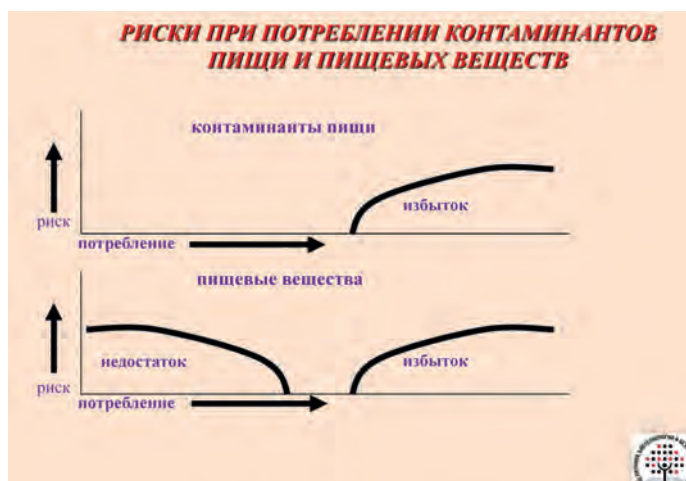 РИСКИ ПРИ ПОТРЕБЛЕНИИ КОНТАМИНАНТОВ
ПИЩИ И ПИЩЕВЫХ ВЕЩЕСТВ
контаминанты пищи
избыток
риск
потребление
пищевые вещества
недостаток
избыток
риск
потребление